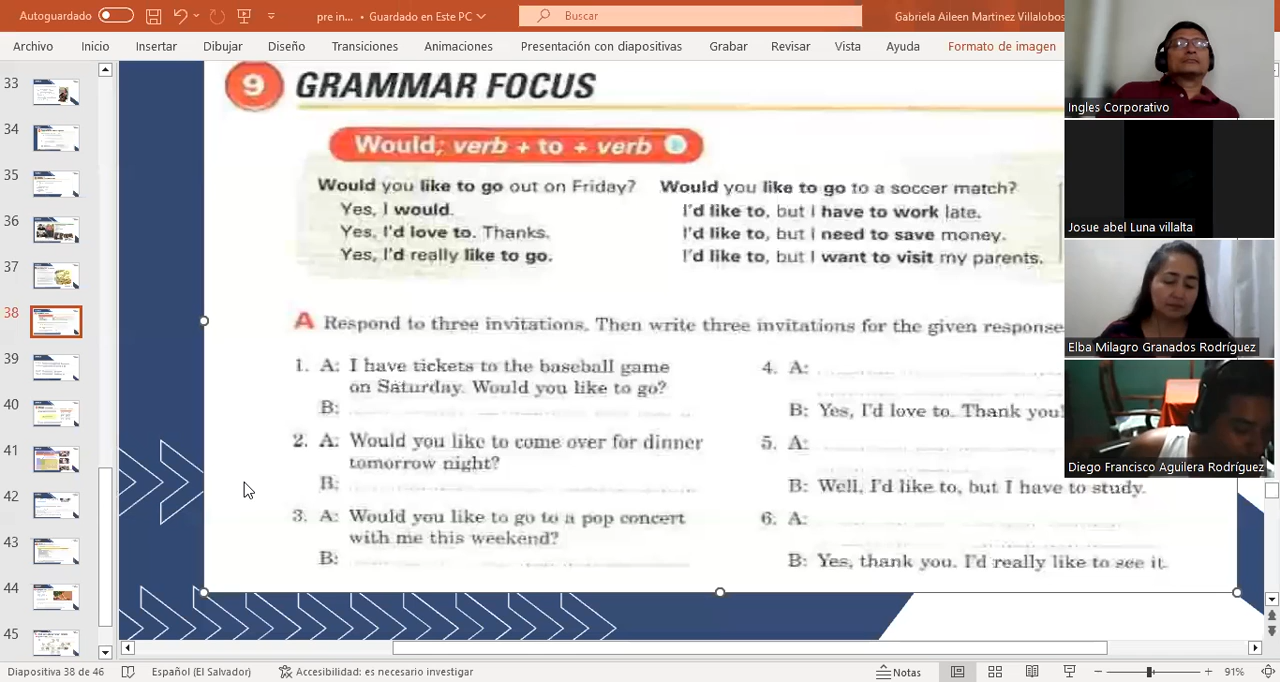 Autoguardado
pre in... • Guardado en Este PC
Buscar
Gabriela Aileen Martinez Villalobos
Archivo Inicio Insertar Dibujar Diseño Transiciones Animaciones Presentación con diapositivas Grabar Revisar Vista Ayuda Formato de imagen
33
34
35
36
37
38
39
40
41
42
43
44
45
9 GRAMMAR FOCUS
Would; verb + to + verb
Would you like to go out on Friday?
Yes, I would.
Yes, I'd love to. Thanks.
Yes, I'd really like to go.
Would you like to go to a soccer match?
I'd like to, but I have to work late.
I'd like to, but I need to save money.
I'd like to, but I want to visit my parents.
A Respond to three invitations. Then write three invitations for the given response
1. A: I have tickets to the baseball game
on Saturday. Would you like to go?
B:
2. A: Would you like to come over for dinner
tomorrow night?
B:
3. A: Would you like to go to a pop concert
with me this weekend?
B:
4. A:
B: Yes, I'd love to. Thank you!
5. A:
B: Well, I'd like to, but I have to study.
6. A:
B: Yes, thank you. I'd really like to see it.
Ingles Corporativo
Josue abel Luna villalta
Elba Milagro Granados Rodríguez
Diego Francisco Aguilera Rodríguez
Diapositiva 38 de 46
Español (El Salvador)
Accesibilidad: es necesario investigar
Notas
91%